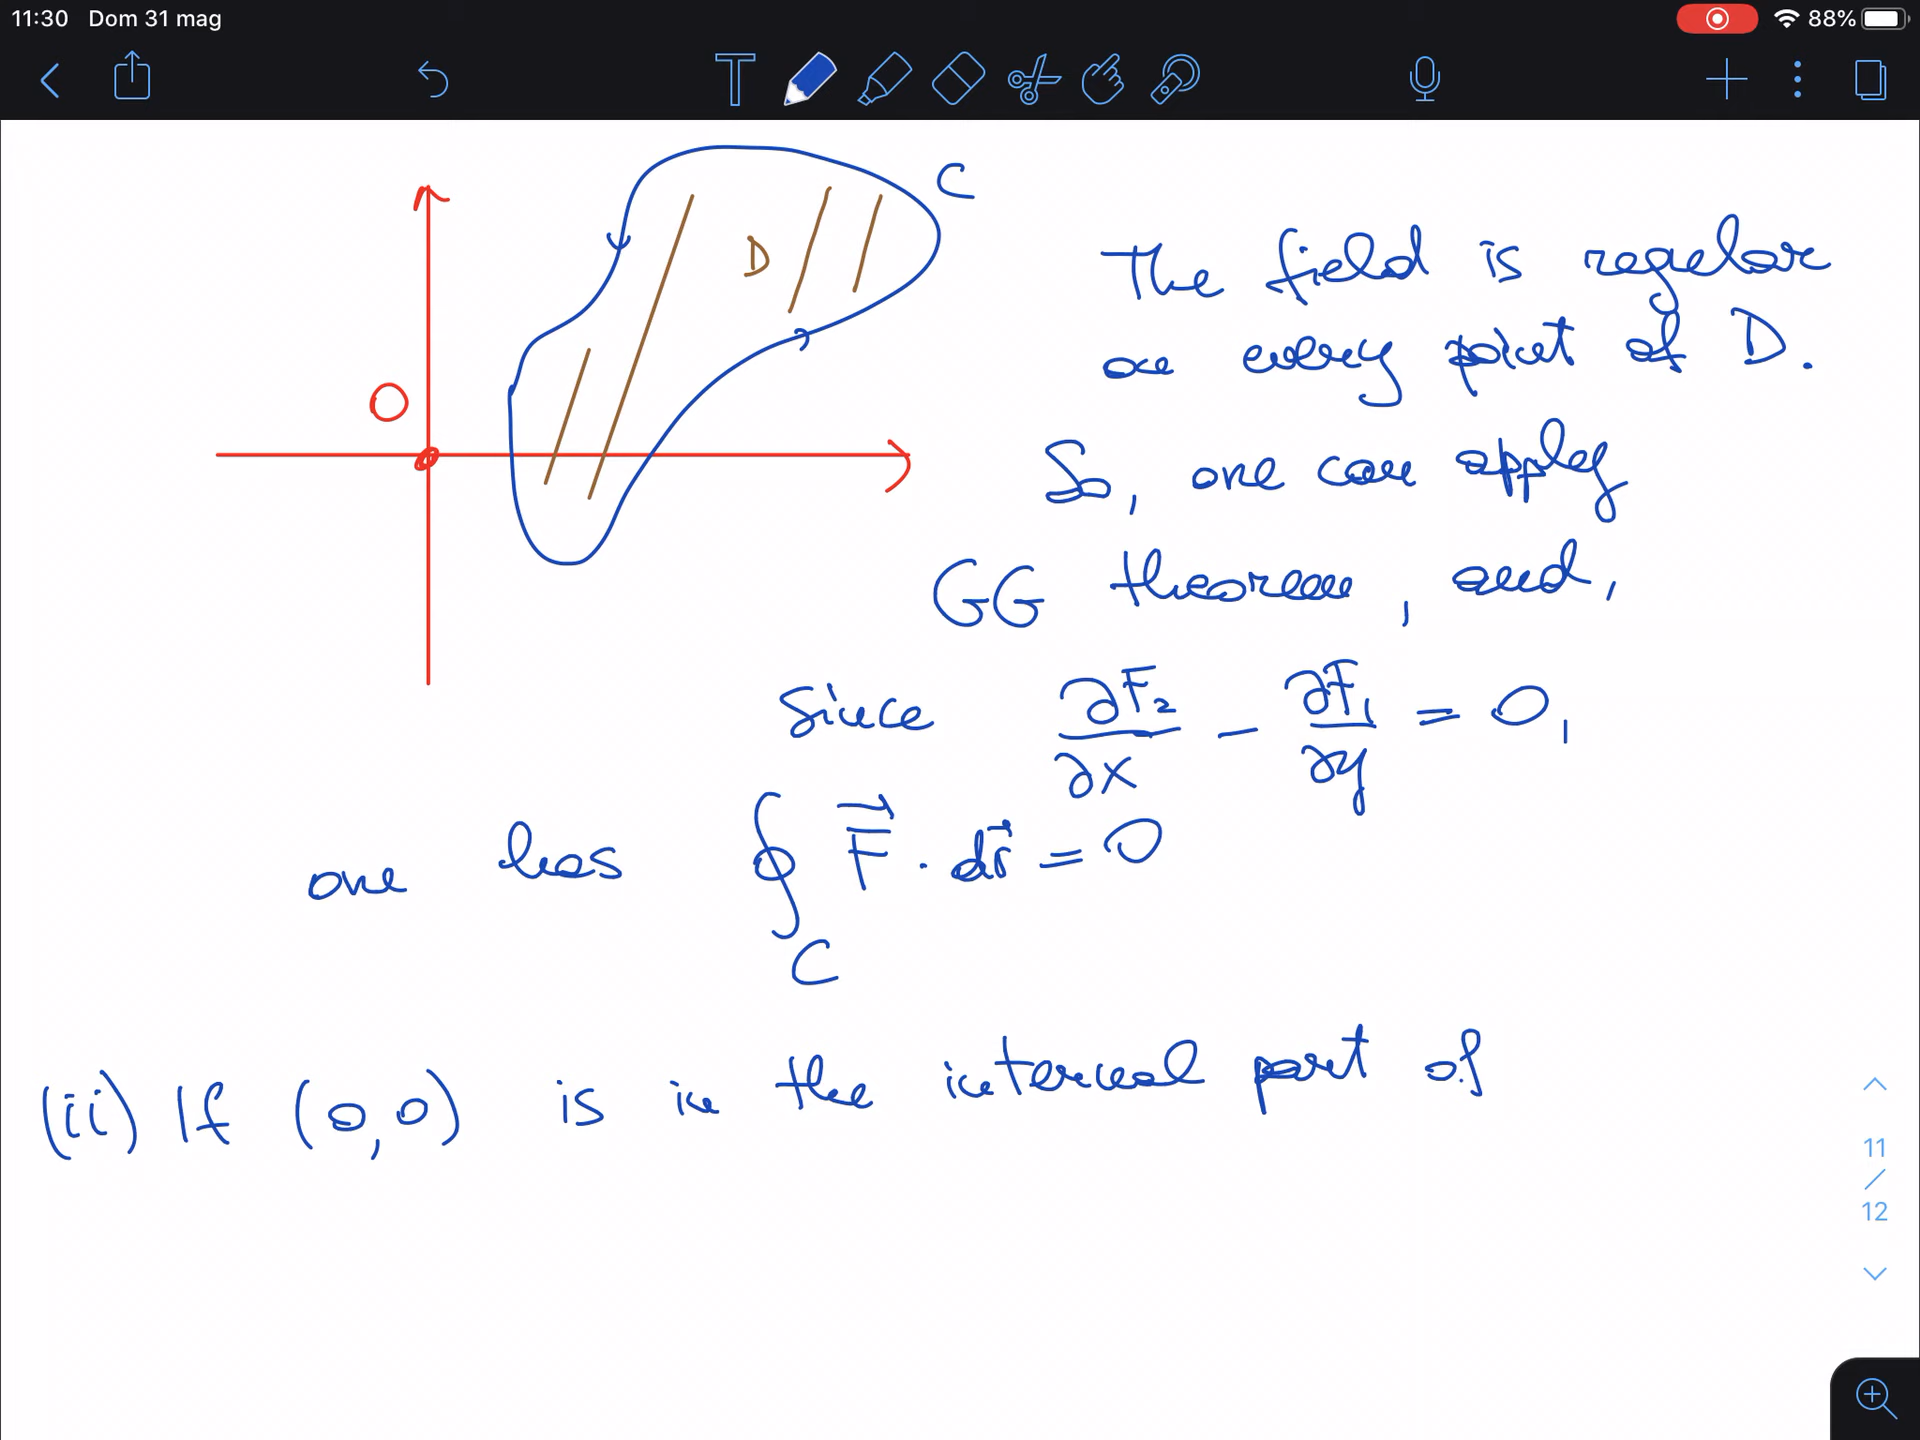 11:30 Dom 31 mag 88%
T
C
D
O
The field is regular
on every point of D.
So, one can apply
GG theorem, and,
since ∂F₂/∂x - ∂F₁/∂y = 0,
one has ∮_C F⃗ · dr⃗ = 0
(ii) If (0,0) is in the internal part of
11
/
12